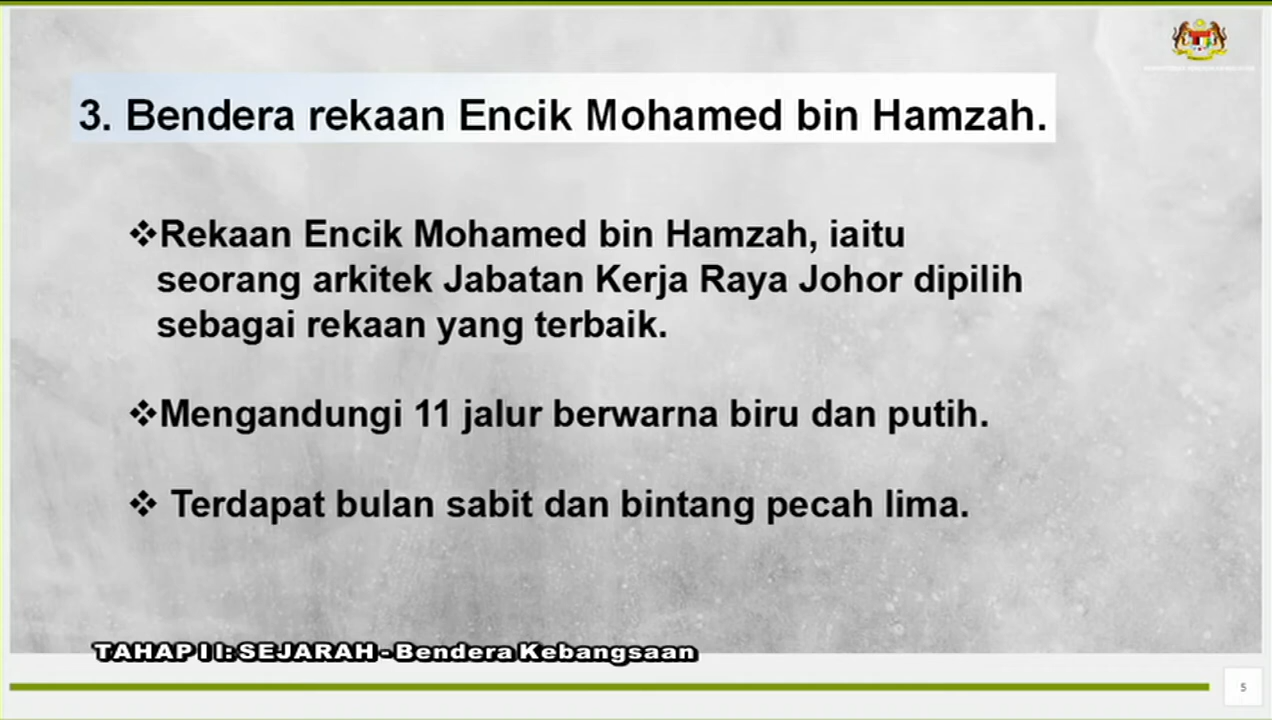 3. Bendera rekaan Encik Mohamed bin Hamzah.
❖Rekaan Encik Mohamed bin Hamzah, iaitu
seorang arkitek Jabatan Kerja Raya Johor dipilih
sebagai rekaan yang terbaik.
❖Mengandungi 11 jalur berwarna biru dan putih.
❖ Terdapat bulan sabit dan bintang pecah lima.
TAHAP II: SEJARAH - Bendera Kebangsaan
5